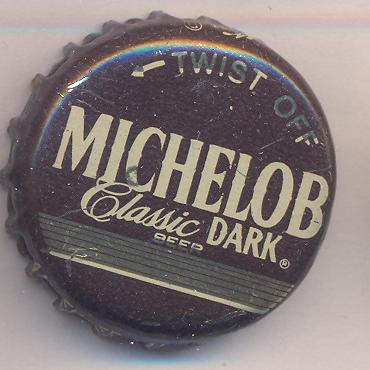 ← TWIST OFF
MICHELOB
Classic DARK®
BEER